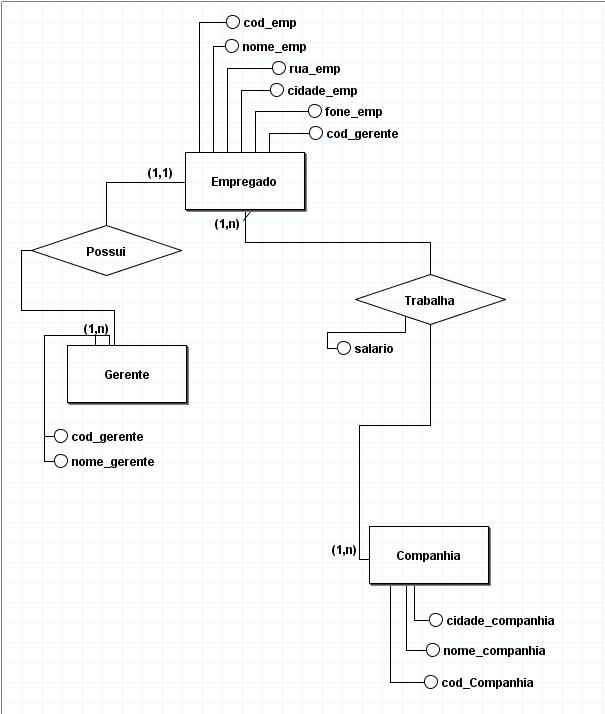 cod_emp
nome_emp
rua_emp
cidade_emp
fone_emp
cod_gerente
(1,1)
Empregado
(1,n)
Possui
Trabalha
(1,n)
salario
Gerente
cod_gerente
nome_gerente
(1,n)
Companhia
cidade_companhia
nome_companhia
cod_Companhia